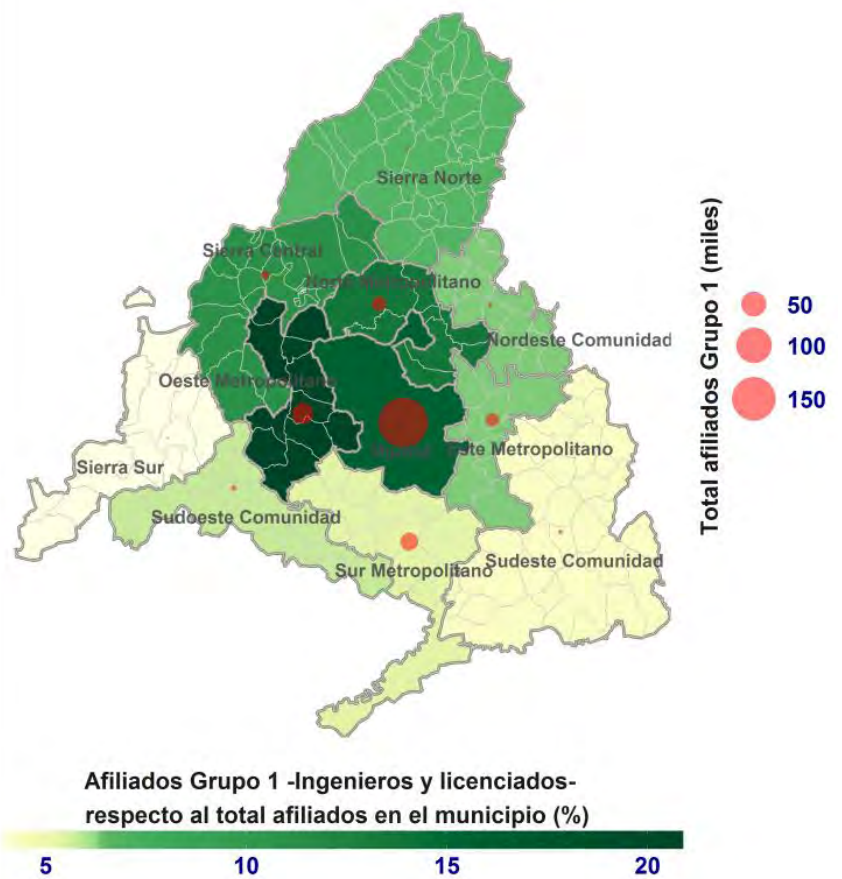 Sierra Norte
Sierra Central
Norte Metropolitano
Nordeste Comunidad
Oeste Metropolitano
Este Metropolitano
Sierra Sur
Sudoeste Comunidad
Sur Metropolitano
Sudeste Comunidad
Total afiliados Grupo 1 (miles)
50
100
150
Afiliados Grupo 1 -Ingenieros y licenciados-
respecto al total afiliados en el municipio (%)
5 10 15 20